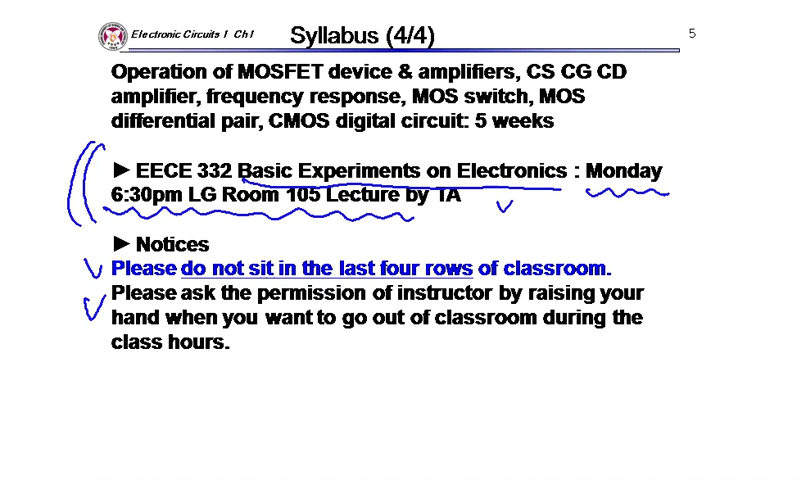 Electronic Circuits 1 Ch1
Syllabus (4/4)
5
Operation of MOSFET device & amplifiers, CS CG CD
amplifier, frequency response, MOS switch, MOS
differential pair, CMOS digital circuit: 5 weeks
►EECE 332 Basic Experiments on Electronics : Monday
6:30pm LG Room 105 Lecture by TA
►Notices
Please do not sit in the last four rows of classroom.
Please ask the permission of instructor by raising your
hand when you want to go out of classroom during the
class hours.